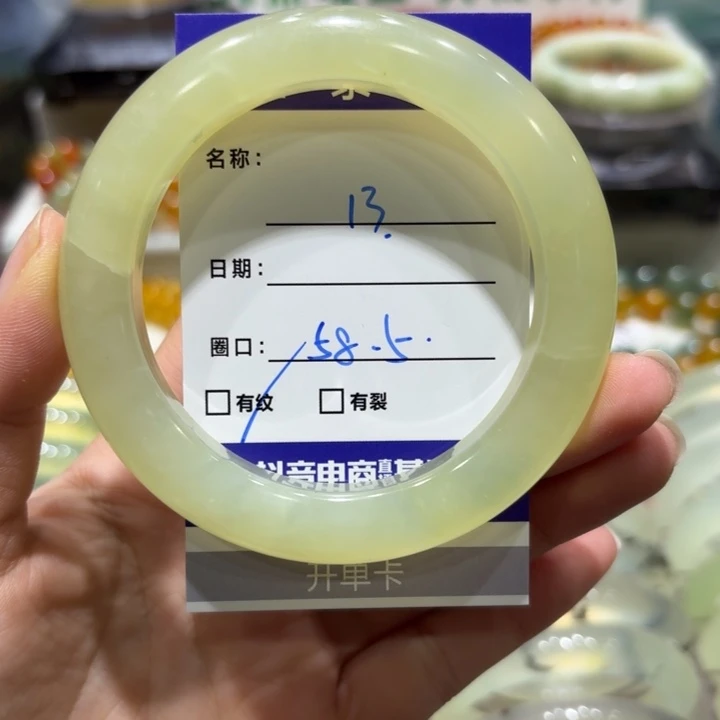 名称：
13.
日期：
圈口： 58.5.
有纹 有裂
抖音电商真
开单卡